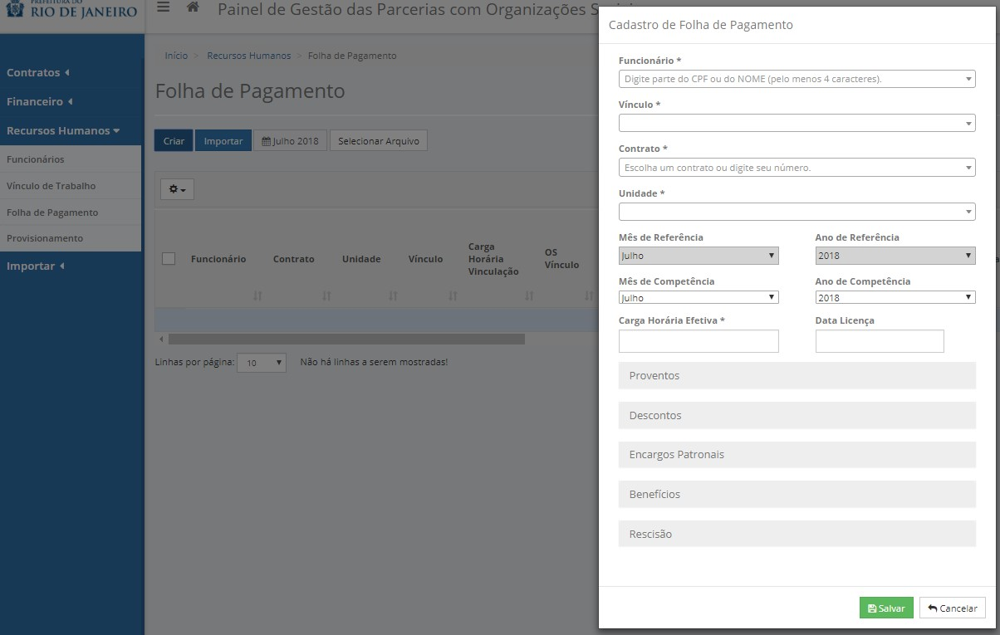 PREFEITURA DO
RIO DE JANEIRO
Contratos
Financeiro
Recursos Humanos
Funcionários
Vínculo de Trabalho
Folha de Pagamento
Provisionamento
Importar
Painel de Gestão das Parcerias com Organizações
Início > Recursos Humanos > Folha de Pagamento
Folha de Pagamento
Criar
Importar
Julho 2018
Selecionar Arquivo
Funcionário
Contrato
Unidade
Vínculo
Carga
Horária
Vinculação
OS
Vínculo
Linhas por página: 10
Não há linhas a serem mostradas!
Cadastro de Folha de Pagamento
Funcionário *
Digite parte do CPF ou do NOME (pelo menos 4 caracteres).
Vínculo *
Contrato *
Escolha um contrato ou digite seu número.
Unidade *
Mês de Referência
Julho
Ano de Referência
2018
Mês de Competência
Julho
Ano de Competência
2018
Carga Horária Efetiva *
Data Licença
Proventos
Descontos
Encargos Patronais
Benefícios
Rescisão
Salvar
Cancelar